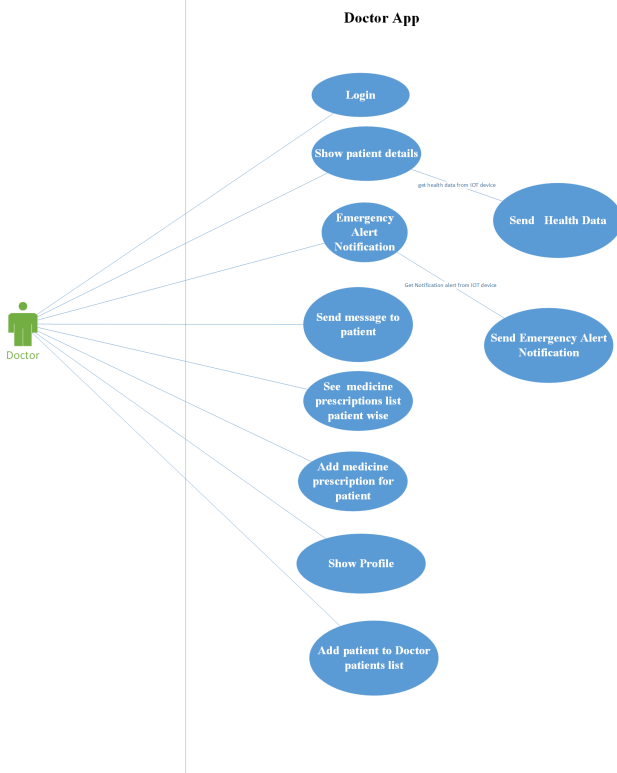 Doctor App
Login
Show patient details
get health data from IOT device
Send Health Data
Emergency
Alert
Notification
Get Notification alert from IOT device
Send message to
patient
Send Emergency Alert
Notification
Doctor
See medicine
prescriptions list
patient wise
Add medicine
prescription for
patient
Show Profile
Add patient to Doctor
patients list